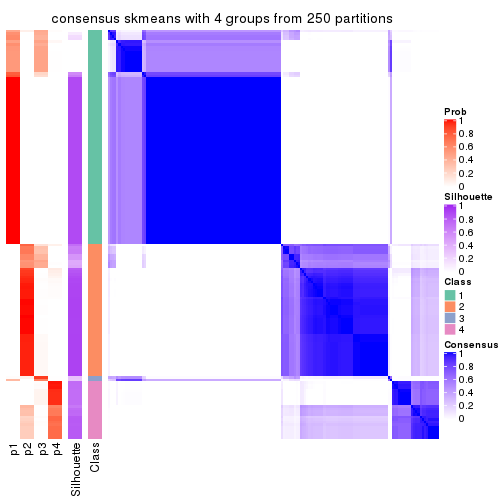 consensus skmeans with 4 groups from 250 partitions
Prob
1
0.8
0.6
0.4
0.2
0
Silhouette
1
0.8
0.6
0.4
0.2
0
Class
1
2
3
4
Consensus
1
0.8
0.6
0.4
0.2
0
p1
p2
p3
p4
Silhouette
Class